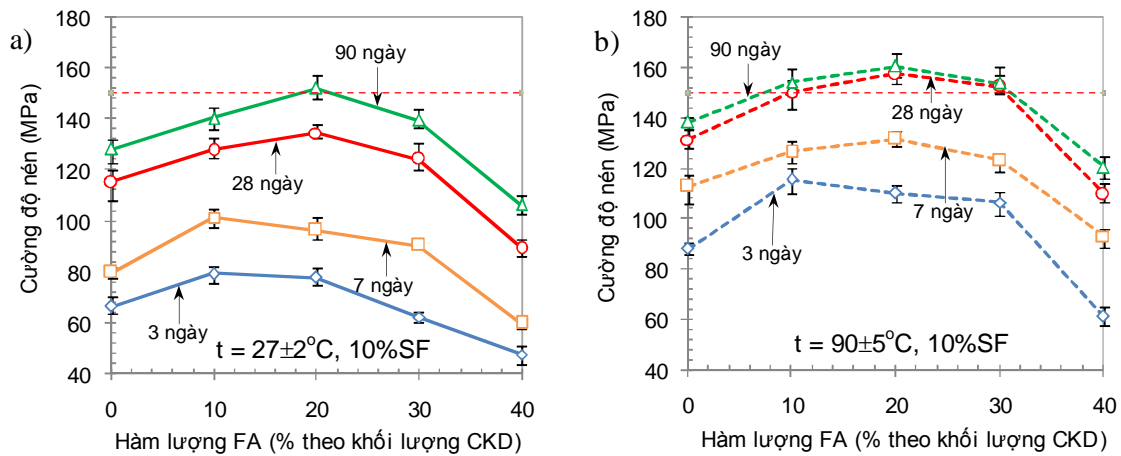 a)
Cường độ nén (MPa)
180
160
140
120
100
80
60
40
90 ngày
28 ngày
7 ngày
3 ngày
t = 27±2°C, 10%SF
0 10 20 30 40
Hàm lượng FA (% theo khối lượng CKD)
b)
Cường độ nén (MPa)
180
160
140
120
100
80
60
40
90 ngày
28 ngày
7 ngày
3 ngày
t = 90±5°C, 10%SF
0 10 20 30 40
Hàm lượng FA (% theo khối lượng CKD)